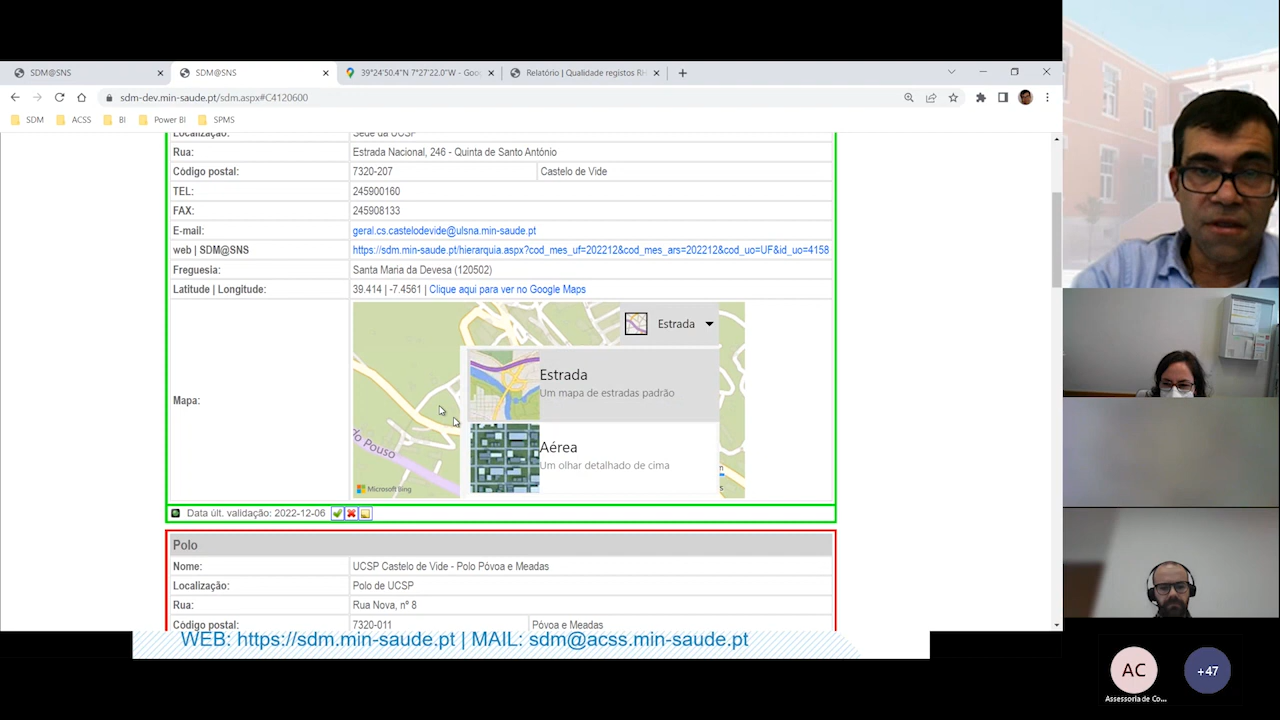 SDM@SNS
SDM@SNS
39°24'50.4"N 7°27'22.0"W - Goo
Relatório | Qualidade registos RH
sdm-dev.min-saude.pt/sdm.aspx#C4120600
SDM ACSS BI Power BI SPMS
Localização: Sede da UCSP
Rua: Estrada Nacional, 246 - Quinta de Santo António
Código postal: 7320-207 Castelo de Vide
TEL: 245900160
FAX: 245908133
E-mail: geral.cs.castelodevide@ulsna.min-saude.pt
web | SDM@SNS https://sdm.min-saude.pt/hierarquia.aspx?cod_mes_uf=202212&cod_mes_ars=202212&cod_uo=UF&id_uo=4158
Freguesia: Santa Maria da Devesa (120502)
Latitude | Longitude: 39.414 | -7.4561 | Clique aqui para ver no Google Maps
Estrada
Estrada
Um mapa de estradas padrão
Mapa:
do Pouso
Aérea
Um olhar detalhado de cima
Microsoft Bing
Data últ. validação: 2022-12-06
Polo
Nome: UCSP Castelo de Vide - Polo Póvoa e Meadas
Localização: Polo de UCSP
Rua: Rua Nova, nº 8
Código postal: 7320-011 Póvoa e Meadas
WEB: https://sdm.min-saude.pt | MAIL: sdm@acss.min-saude.pt
AC
+47
Assessoria de Co...